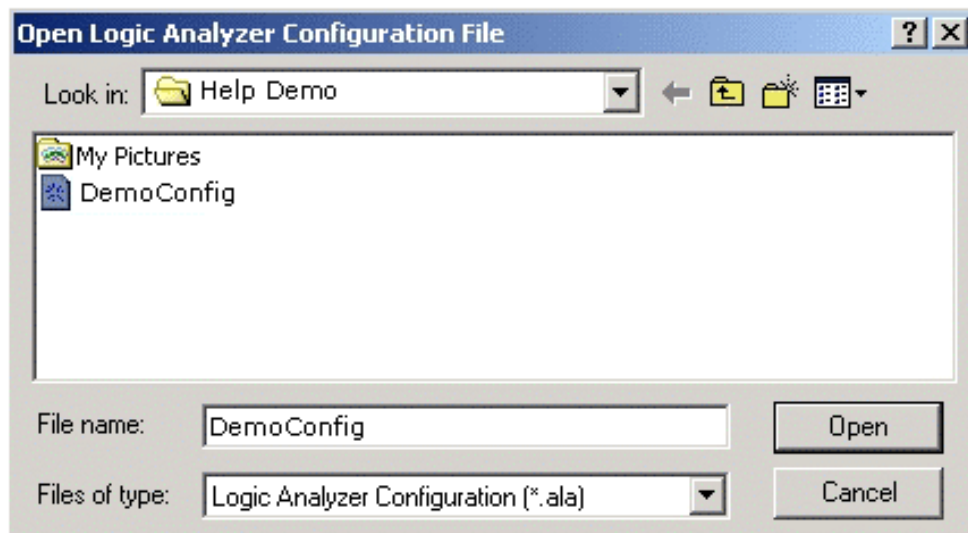 Open Logic Analyzer Configuration File
Look in: Help Demo
My Pictures
DemoConfig
File name: DemoConfig Open
Files of type: Logic Analyzer Configuration (*.ala) Cancel